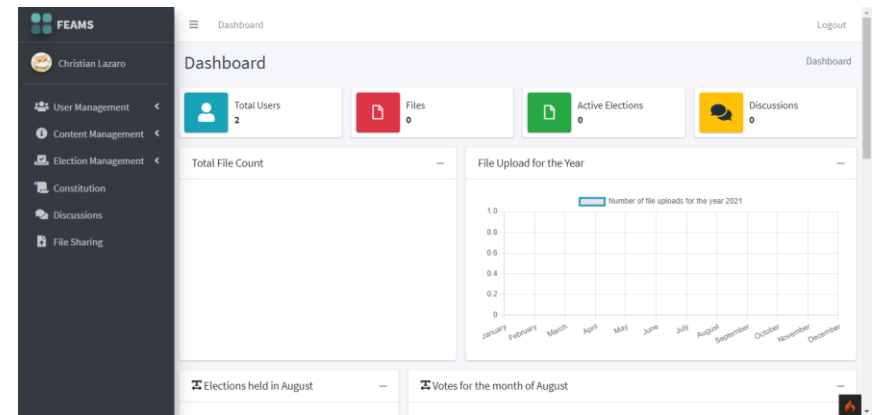 FEAMS
Dashboard
Logout
Christian Lazaro
User Management
Content Management
Election Management
Constitution
Discussions
File Sharing
Dashboard
Dashboard
Total Users
2
Files
0
Active Elections
0
Discussions
0
Total File Count
File Upload for the Year
Number of file uploads for the year 2021
1.0
0.8
0.6
0.4
0.2
0
January February March April May June July August September October November December
Elections held in August
Votes for the month of August